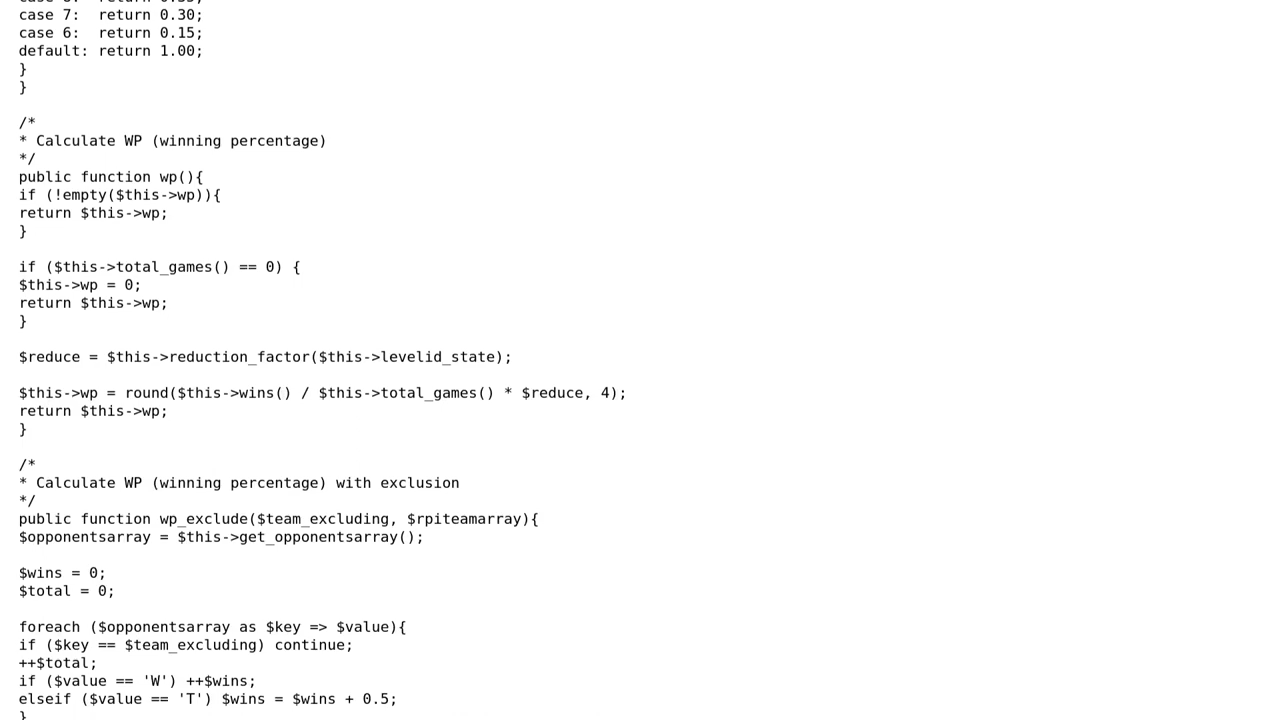 case 7:  return 0.30;
case 6:  return 0.15;
default: return 1.00;
}
}

/*
* Calculate WP (winning percentage)
*/
public function wp(){
if (!empty($this->wp)){
return $this->wp;
}

if ($this->total_games() == 0) {
$this->wp = 0;
return $this->wp;
}

$reduce = $this->reduction_factor($this->levelid_state);

$this->wp = round($this->wins() / $this->total_games() * $reduce, 4);
return $this->wp;
}

/*
* Calculate WP (winning percentage) with exclusion
*/
public function wp_exclude($team_excluding, $rpiteamarray){
$opponentsarray = $this->get_opponentsarray();

$wins = 0;
$total = 0;

foreach ($opponentsarray as $key => $value){
if ($key == $team_excluding) continue;
++$total;
if ($value == 'W') ++$wins;
elseif ($value == 'T') $wins = $wins + 0.5;
}